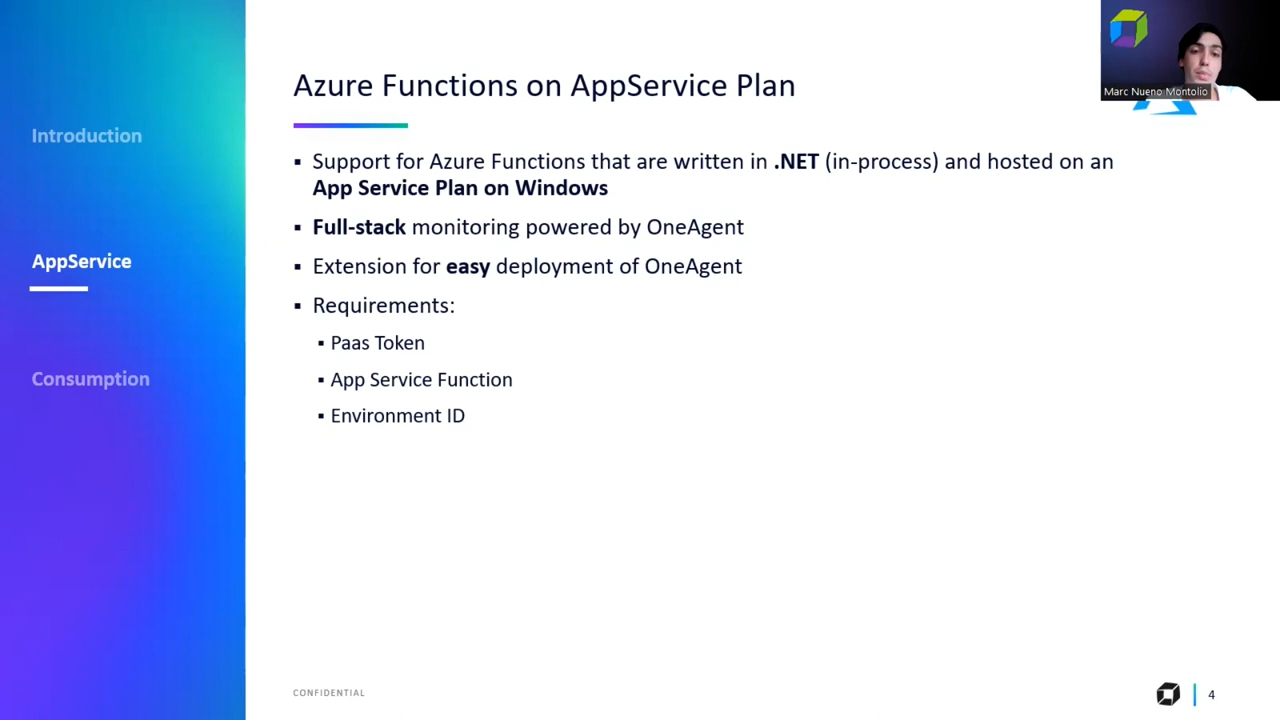 Introduction
AppService
Consumption
Azure Functions on AppService Plan
▪ Support for Azure Functions that are written in .NET (in-process) and hosted on an
App Service Plan on Windows
▪ Full-stack monitoring powered by OneAgent
▪ Extension for easy deployment of OneAgent
▪ Requirements:
▪ Paas Token
▪ App Service Function
▪ Environment ID
Marc Nueno Montolio
CONFIDENTIAL
4